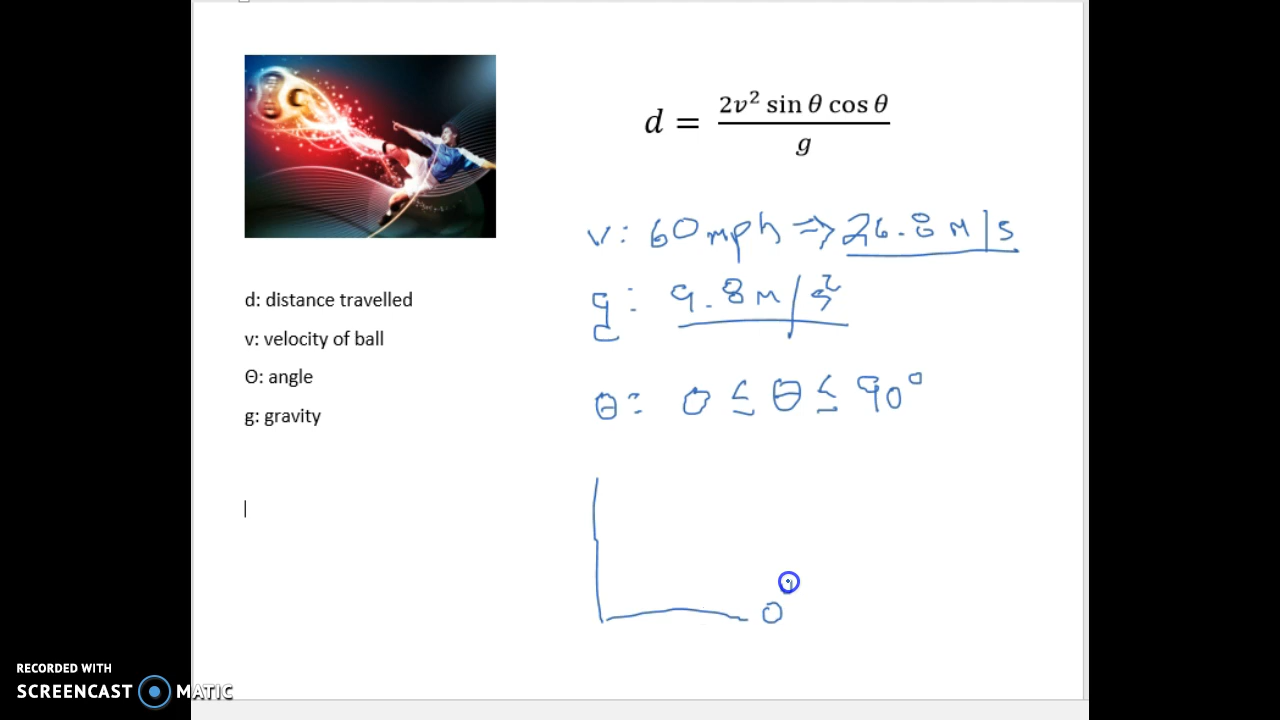 d = 2v² sin θ cos θ / g
v: 60mph ⇒ 26.8 M/s
g: 9.8 M/s²
d: distance travelled
v: velocity of ball
Θ: angle
g: gravity
θ: 0 ≤ θ ≤ 90°
0
RECORDED WITH
SCREENCAST MATIC